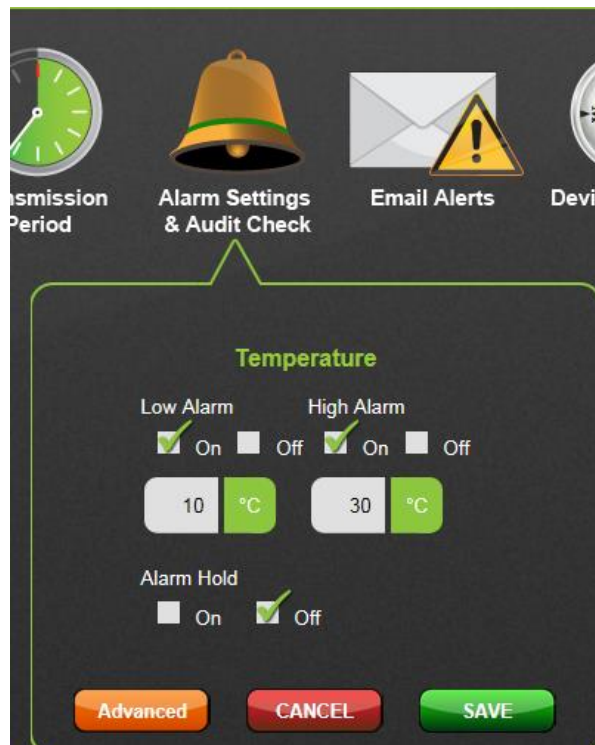 nsmission
Period
Alarm Settings
& Audit Check
Email Alerts
Devi
Temperature
Low Alarm High Alarm
On Off On Off
10 °C 30 °C
Alarm Hold
On Off
Advanced CANCEL SAVE